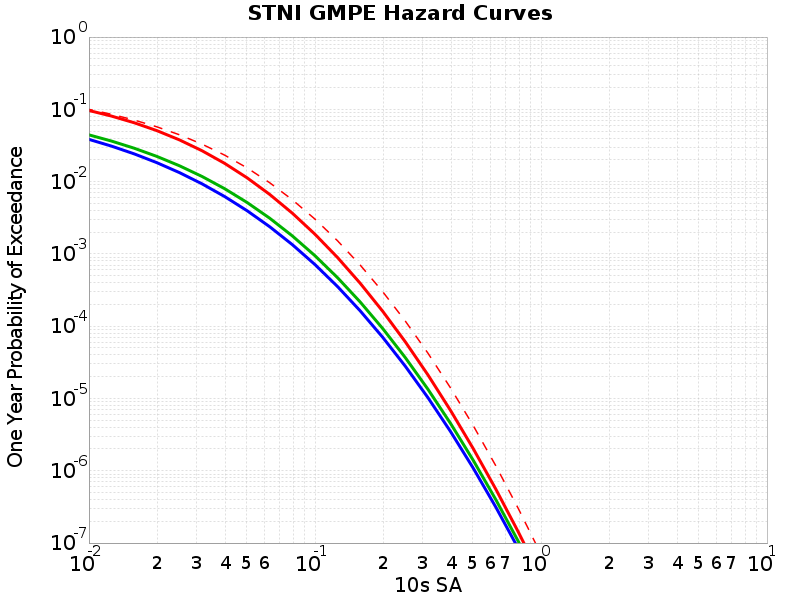 STNI GMPE Hazard Curves
10^0
10^-1
10^-2
10^-3
10^-4
10^-5
10^-6
10^-7
One Year Probability of Exceedance
10^-2 2 3 4 5 6 10^-1 2 3 4 5 6 7 10^0 2 3 4 5 6 7 10^1
10s SA